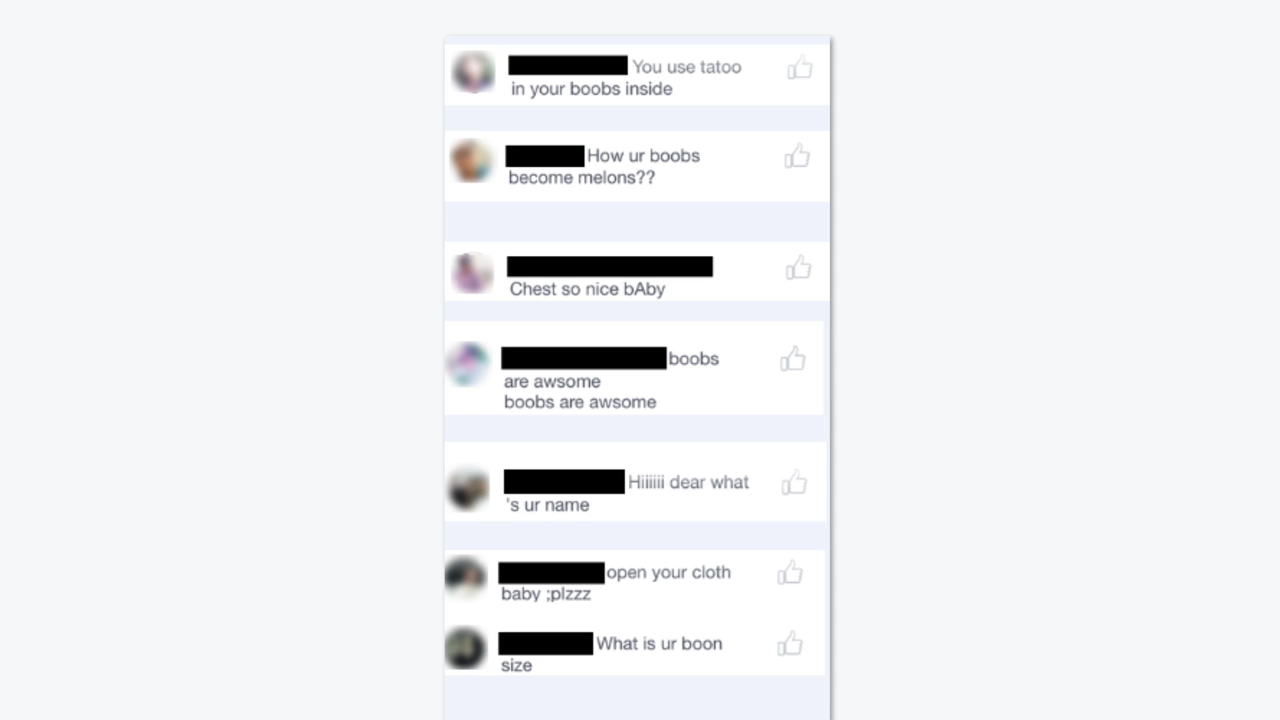 You use tatoo
in your boobs inside
How ur boobs
become melons??
Chest so nice bAby
boobs
are awsome
boobs are awsome
Hiiiiii dear what
's ur name
open your cloth
baby ;plzzz
What is ur boon
size